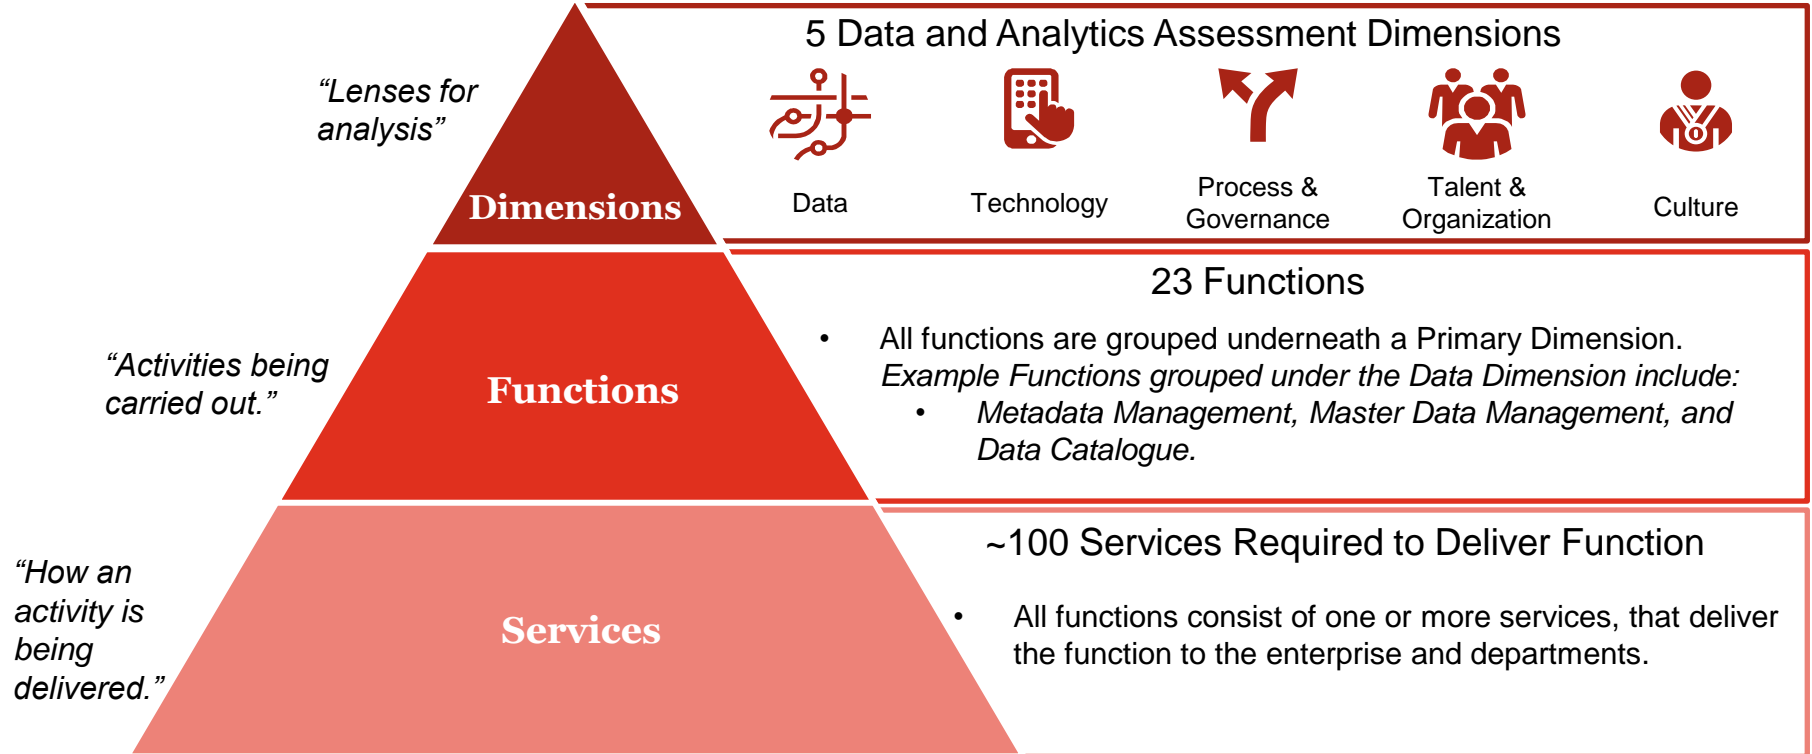 5 Data and Analytics Assessment Dimensions
“Lenses for
analysis”
Dimensions
Data
Technology
Process &
Governance
Talent &
Organization
Culture
23 Functions
“Activities being
carried out.”
Functions
• All functions are grouped underneath a Primary Dimension.
Example Functions grouped under the Data Dimension include:
• Metadata Management, Master Data Management, and
Data Catalogue.
~100 Services Required to Deliver Function
“How an
activity is
being
delivered.”
Services
• All functions consist of one or more services, that deliver
the function to the enterprise and departments.